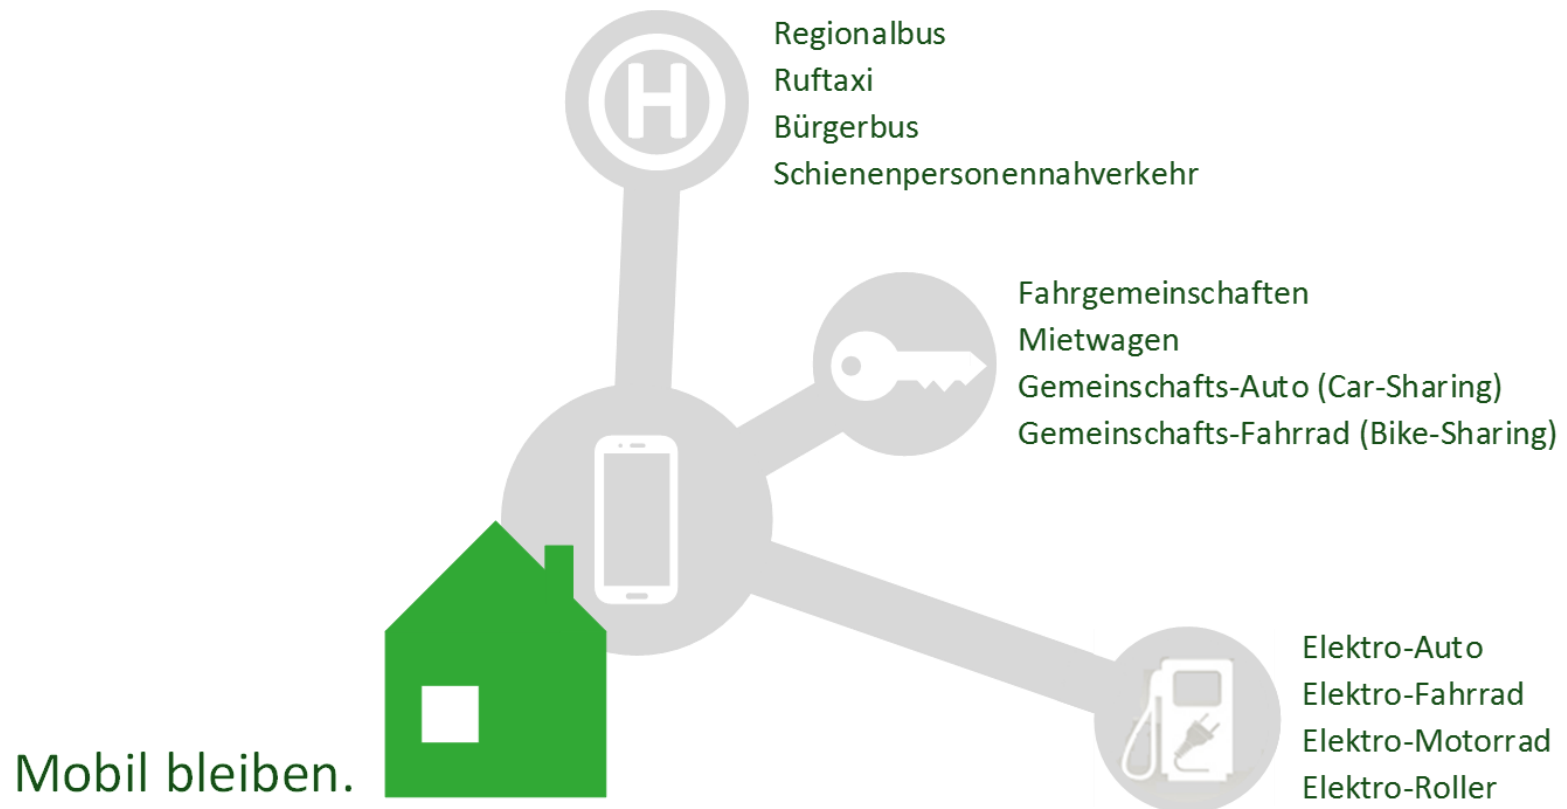 H
Regionalbus
Ruftaxi
Bürgerbus
Schienenpersonennahverkehr
Fahrgemeinschaften
Mietwagen
Gemeinschafts-Auto (Car-Sharing)
Gemeinschafts-Fahrrad (Bike-Sharing)
Elektro-Auto
Elektro-Fahrrad
Elektro-Motorrad
Elektro-Roller
Mobil bleiben.